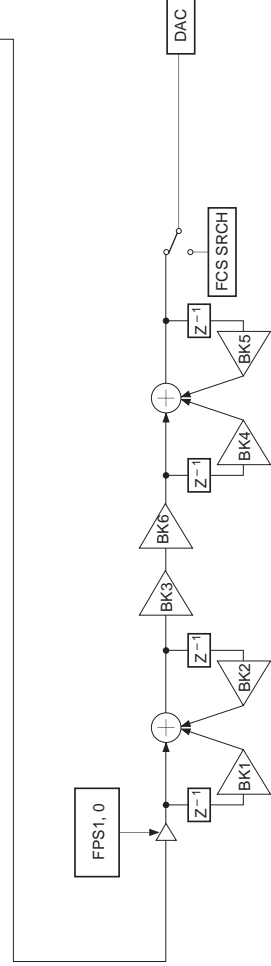 DAC
FCS SRCH
Z⁻¹
BK5
Z⁻¹
BK4
BK6
BK3
Z⁻¹
BK2
Z⁻¹
BK1
FPS1, 0